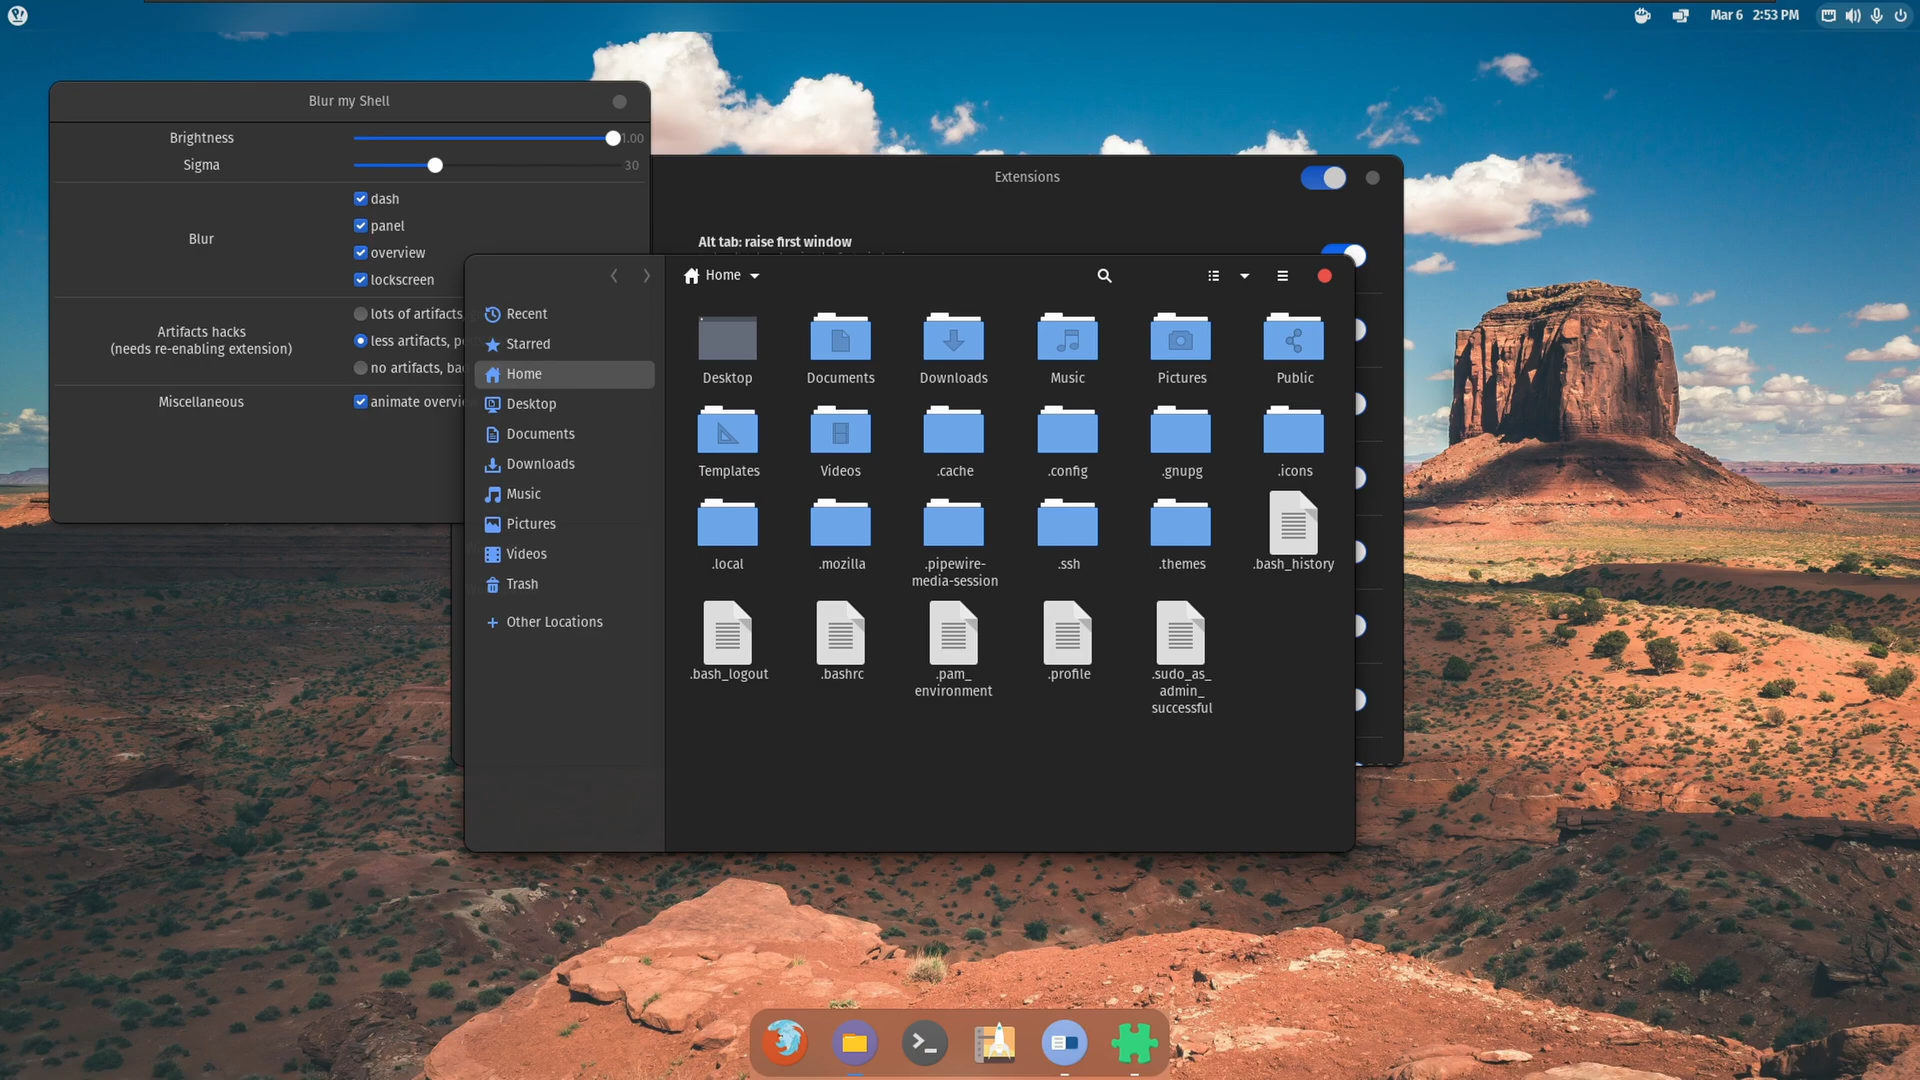 Mar 6 2:53 PM
Blur my Shell
Brightness
1.00
Sigma
30
Blur
dash
panel
overview
lockscreen
Artifacts hacks
(needs re-enabling extension)
lots of artifacts,
less artifacts,
no artifacts,
Miscellaneous
animate
Extensions
Alt tab: raise first window
Home
Recent
Starred
Home
Desktop
Documents
Downloads
Music
Pictures
Videos
Trash
Other Locations
Desktop
Documents
Downloads
Music
Pictures
Public
Templates
Videos
.cache
.config
.gnupg
.icons
.local
.mozilla
.pipewire-
media-session
.ssh
.themes
.bash_history
.bash_logout
.bashrc
.pam_
environment
.profile
.sudo_as_
admin_
successful